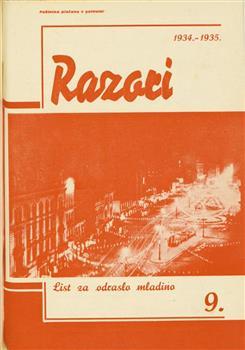 Poštnina plačana v gotovini
1934.-1935.
Razori
List za odraslo mladino
9.